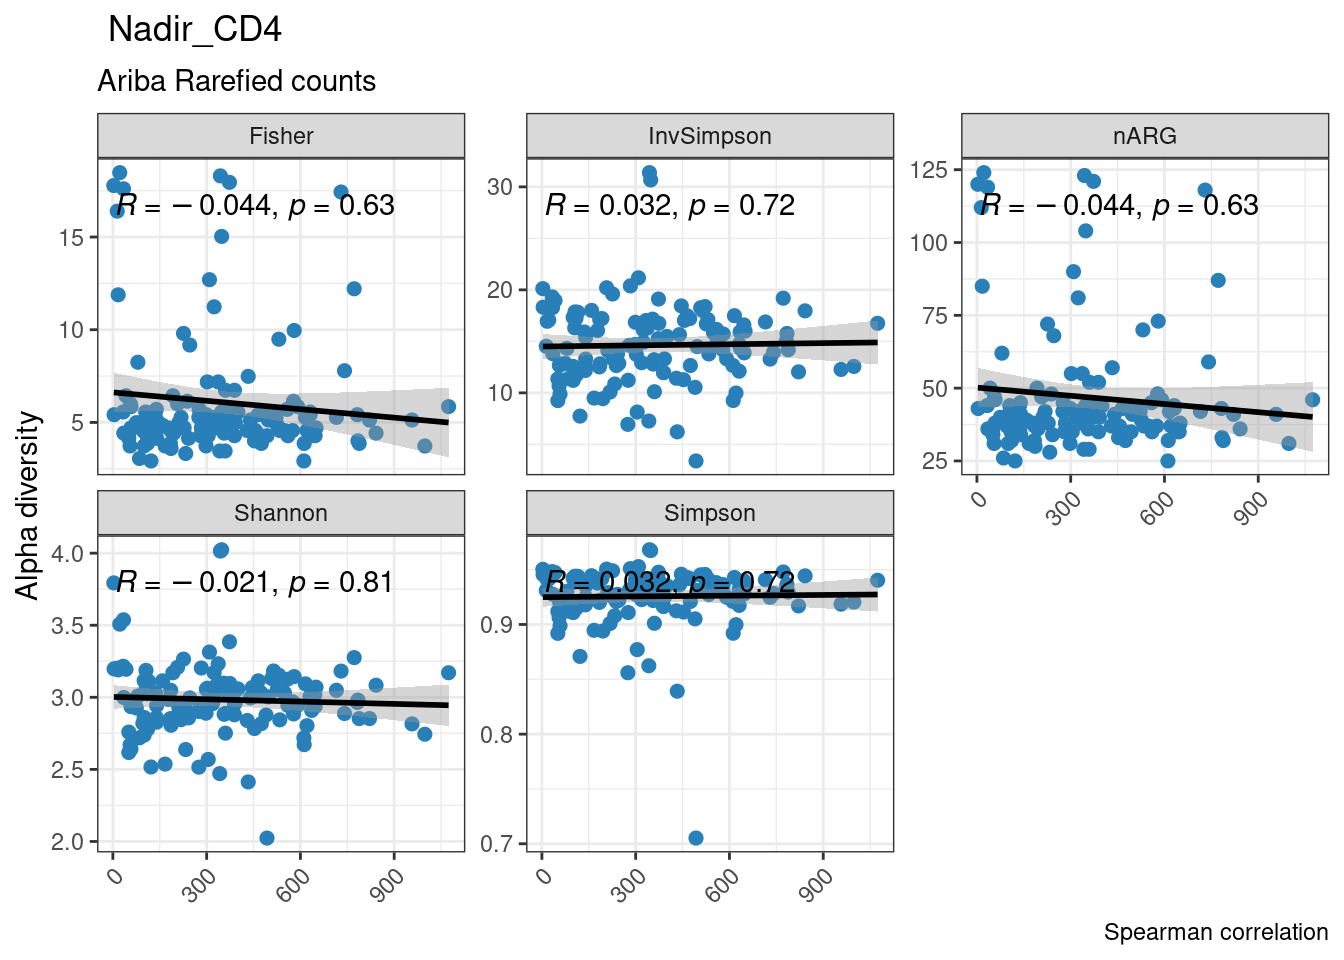 Nadir_CD4
Ariba Rarefied counts
Fisher
InvSimpson
nARG
R = −0.044, p = 0.63
R = 0.032, p = 0.72
R = −0.044, p = 0.63
15
10
5
30
20
10
125
100
75
50
25
0 300 600 900
Shannon
Simpson
R = −0.021, p = 0.81
R = 0.032, p = 0.72
4.0
3.5
3.0
2.5
2.0
0.9
0.8
0.7
0 300 600 900
0 300 600 900
Alpha diversity
Spearman correlation